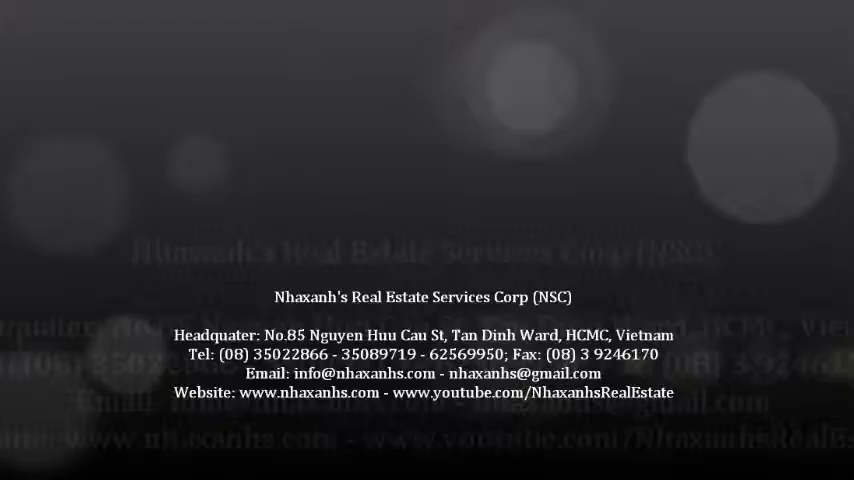 Nhaxanh's Real Estate Services Corp (NSC)
Headquater: No.85 Nguyen Huu Cau St, Tan Dinh Ward, HCMC, Vietnam
Tel: (08) 35022866 - 35089719 - 62569950; Fax: (08) 3 9246170
Email: info@nhaxanhs.com - nhaxanhs@gmail.com
Website: www.nhaxanhs.com - www.youtube.com/NhaxanhsRealEstate